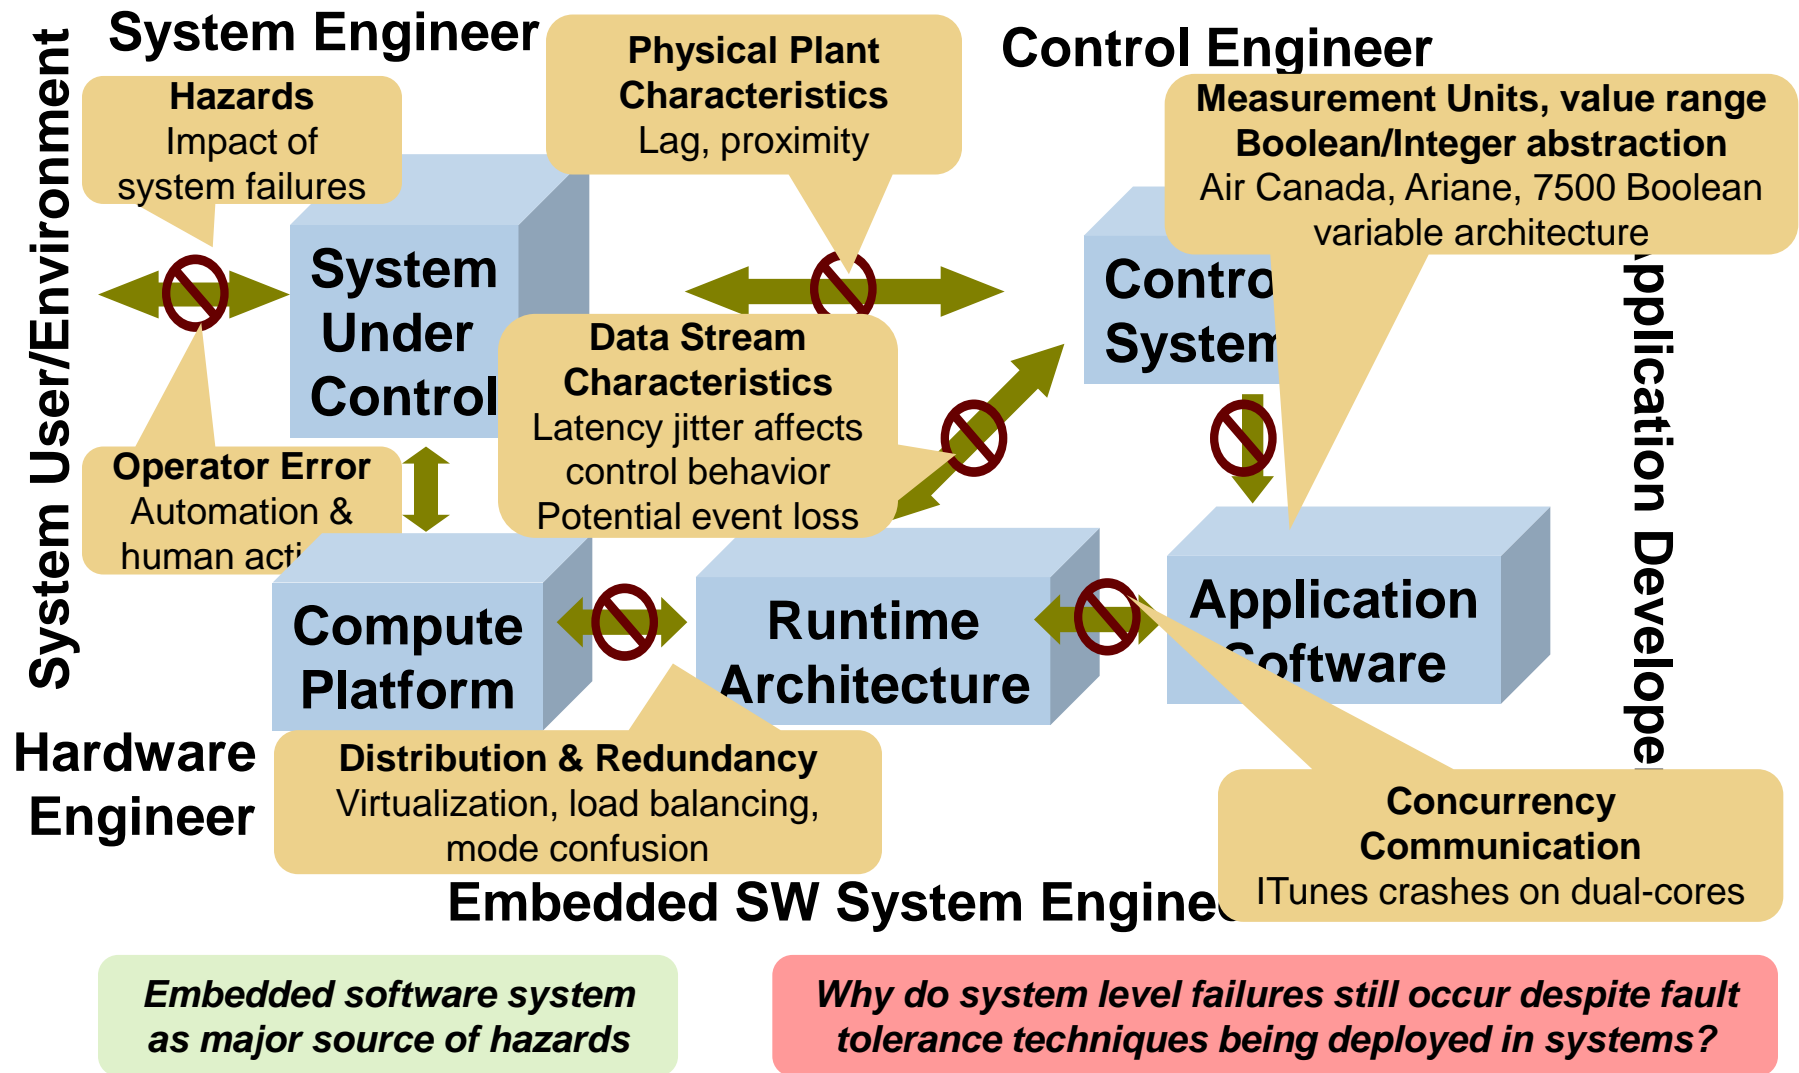 System Engineer
Control Engineer
System User/Environment
Hazards
Impact of
system failures
Physical Plant
Characteristics
Lag, proximity
Measurement Units, value range
Boolean/Integer abstraction
Air Canada, Ariane, 7500 Boolean
variable architecture
System
Under
Control
Control
System
Data Stream
Characteristics
Latency jitter affects
control behavior
Potential event loss
Operator Error
Automation &
human acti
Application Develope
Compute
Platform
Runtime
Architecture
Application
Software
Hardware
Engineer
Distribution & Redundancy
Virtualization, load balancing,
mode confusion
Concurrency
Communication
ITunes crashes on dual-cores
Embedded SW System Enginee
Embedded software system
as major source of hazards
Why do system level failures still occur despite fault
tolerance techniques being deployed in systems?